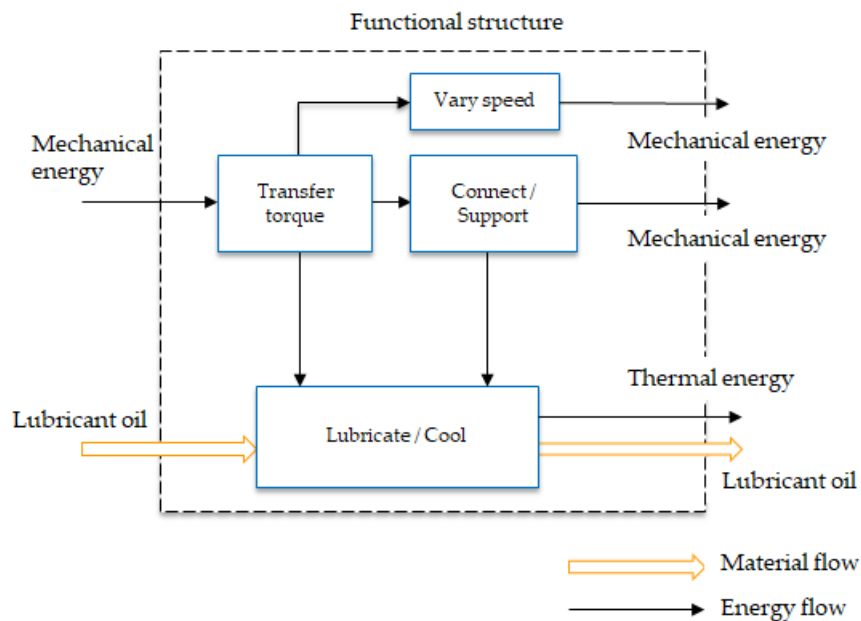 Functional structure
Vary speed
Mechanical
energy
Mechanical energy
Transfer
torque
Connect /
Support
Mechanical energy
Thermal energy
Lubricant oil
Lubricate / Cool
Lubricant oil
Material flow
Energy flow